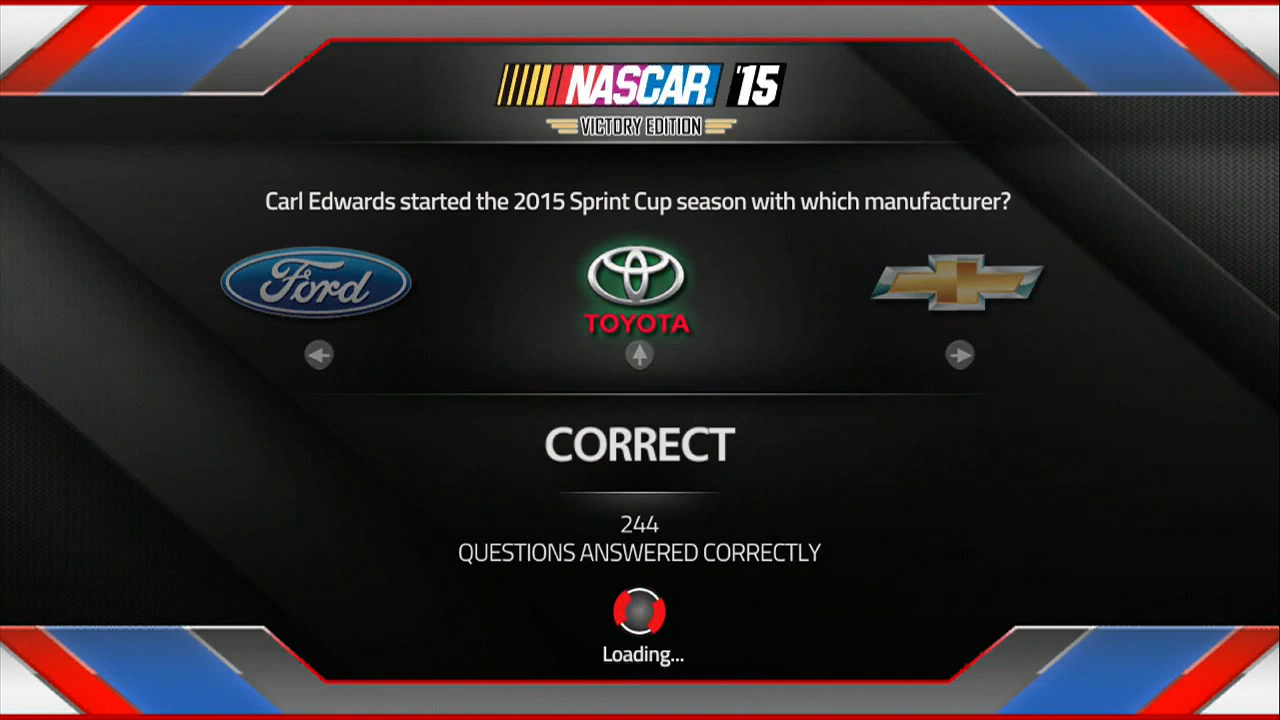 NASCAR '15
VICTORY EDITION
Carl Edwards started the 2015 Sprint Cup season with which manufacturer?
Ford
TOYOTA
CORRECT
244
QUESTIONS ANSWERED CORRECTLY
Loading...